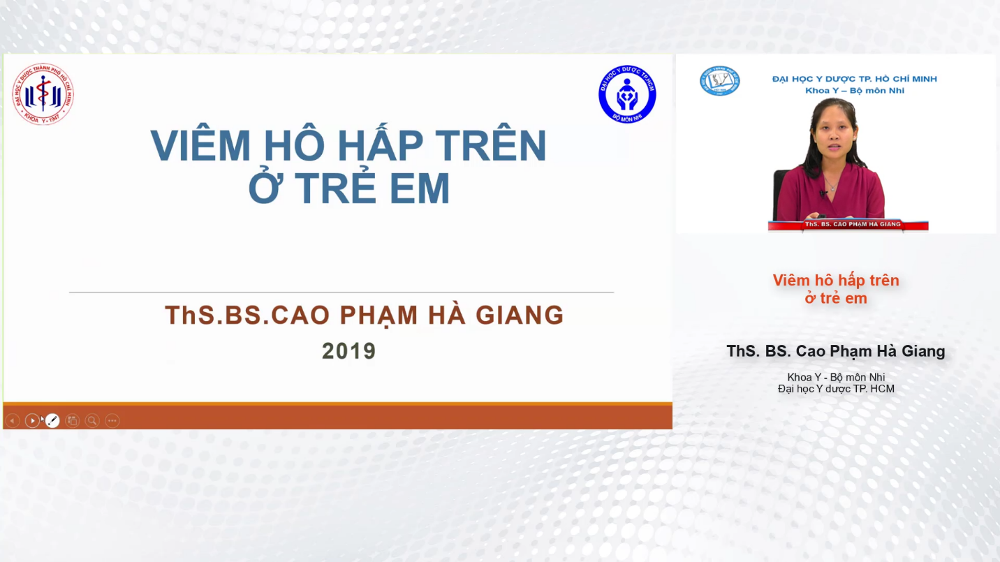 ĐẠI HỌC Y DƯỢC THÀNH PHỐ HỒ CHÍ MINH
KHOA Y • 1947
ĐẠI HỌC Y DƯỢC TP.HCM
BỘ MÔN NHI
VIÊM HÔ HẤP TRÊN
Ở TRẺ EM
ThS.BS.CAO PHẠM HÀ GIANG
2019
ĐẠI HỌC Y DƯỢC TP. HỒ CHÍ MINH
Khoa Y – Bộ môn Nhi
ThS. BS. CAO PHẠM HÀ GIANG
Viêm hô hấp trên
ở trẻ em
ThS. BS. Cao Phạm Hà Giang
Khoa Y - Bộ môn Nhi
Đại học Y dược TP. HCM